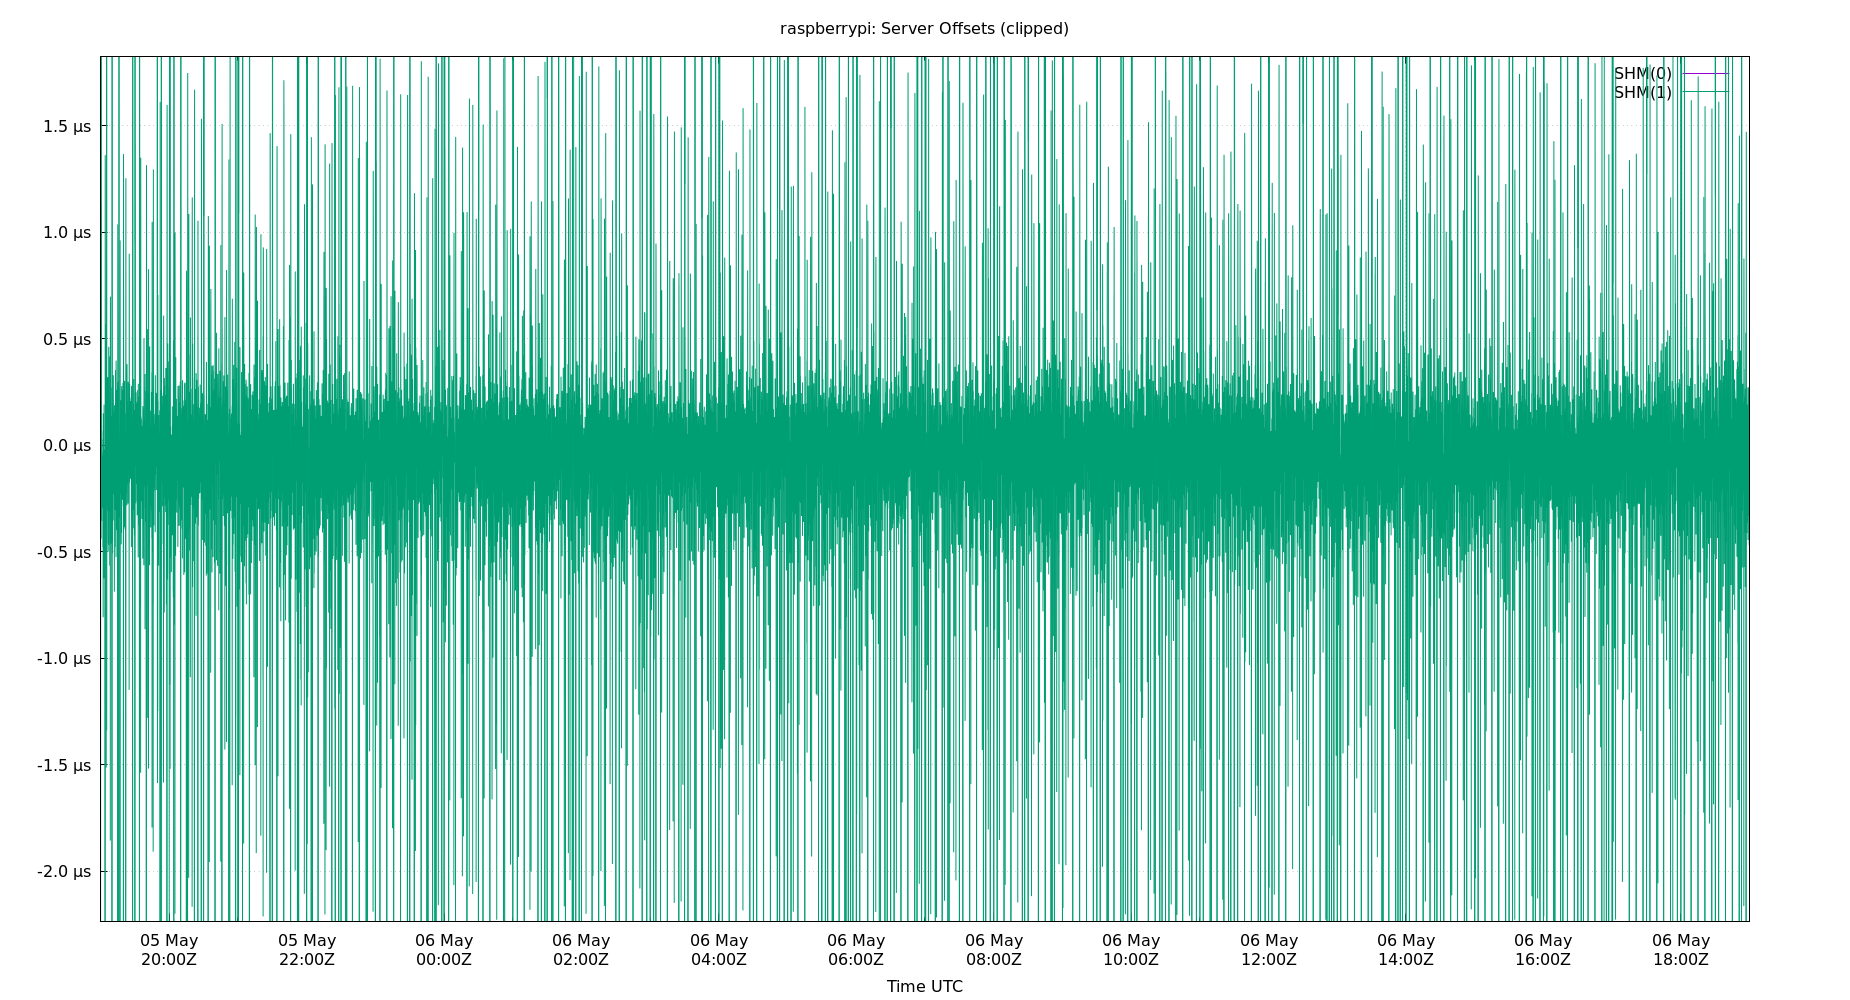 raspberrypi: Server Offsets (clipped)
SHM(0)
SHM(1)
1.5 µs
1.0 µs
0.5 µs
0.0 µs
-0.5 µs
-1.0 µs
-1.5 µs
-2.0 µs
05 May 05 May 06 May 06 May 06 May 06 May 06 May 06 May 06 May 06 May 06 May 06 May
20:00Z 22:00Z 00:00Z 02:00Z 04:00Z 06:00Z 08:00Z 10:00Z 12:00Z 14:00Z 16:00Z 18:00Z
Time UTC